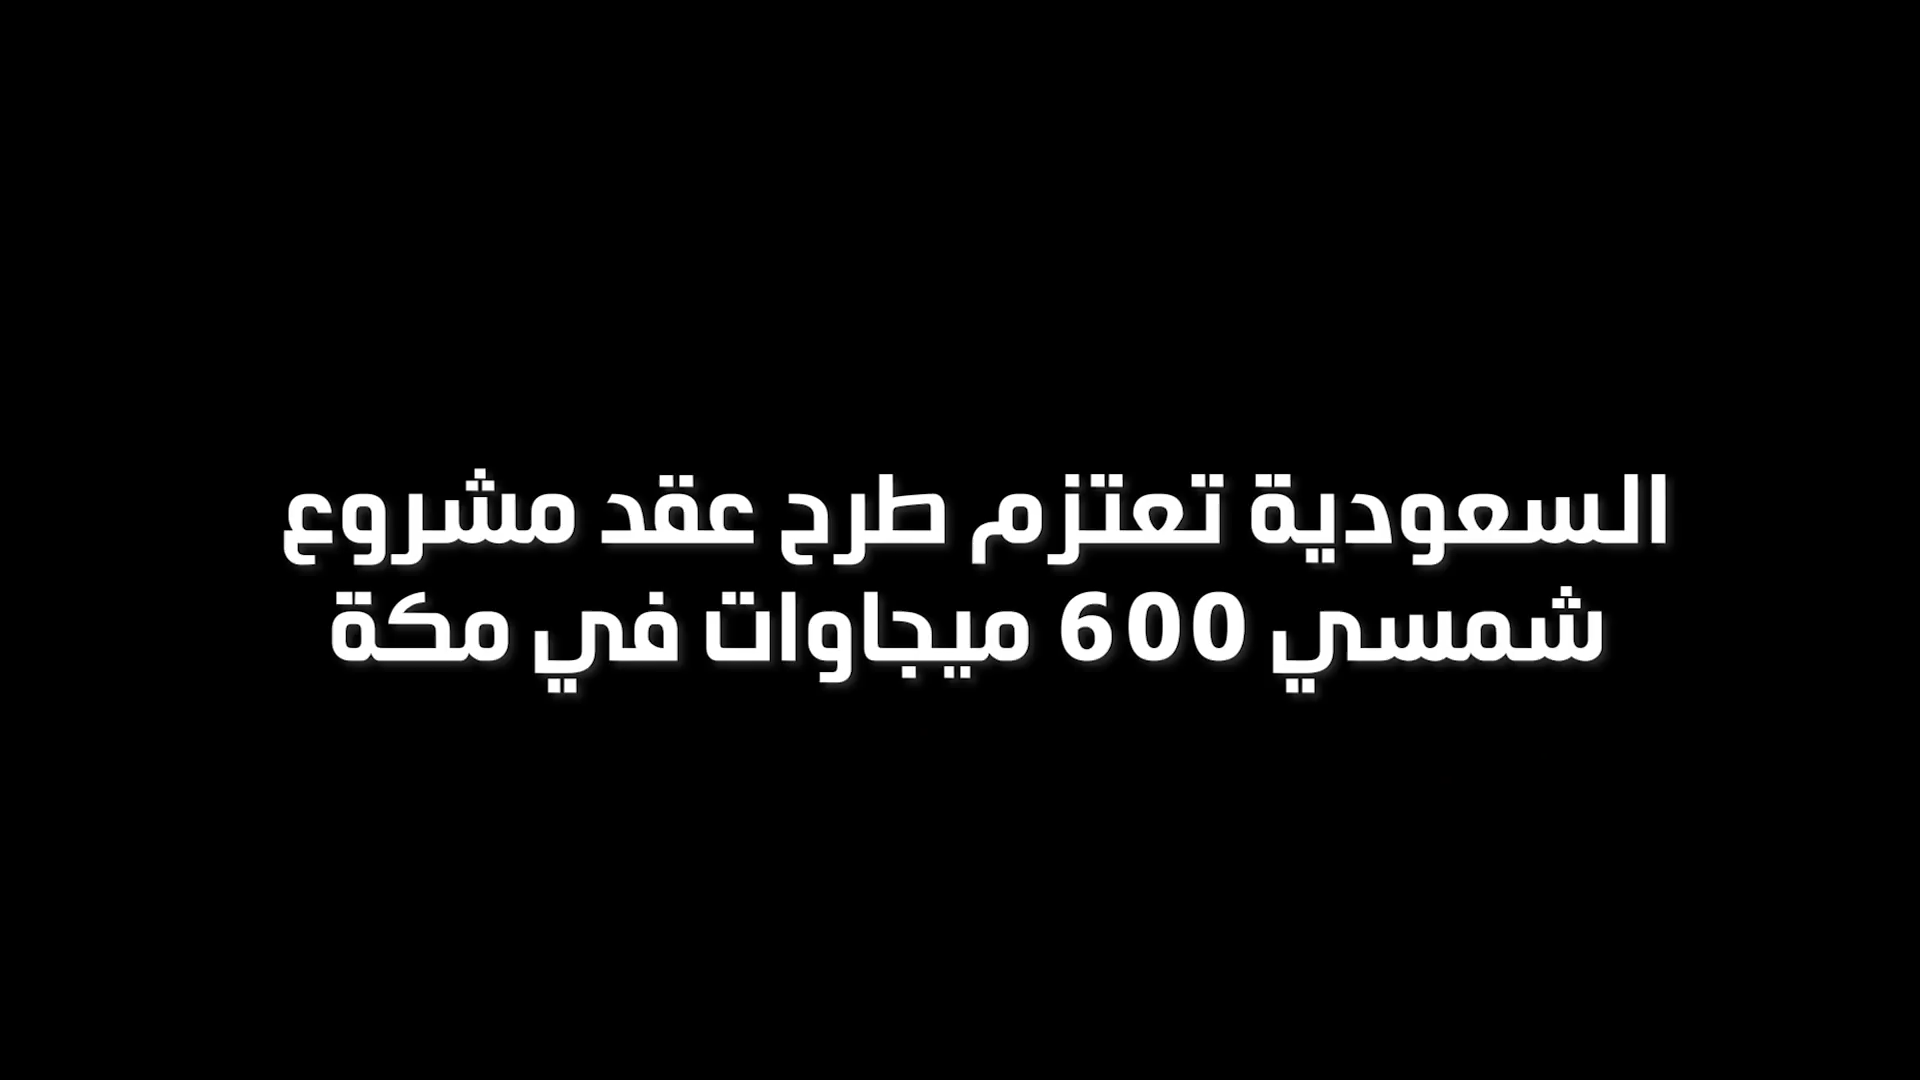 السعودية تعتزم طرح عقد مشروع
شمسي 600 ميجاوات في مكة